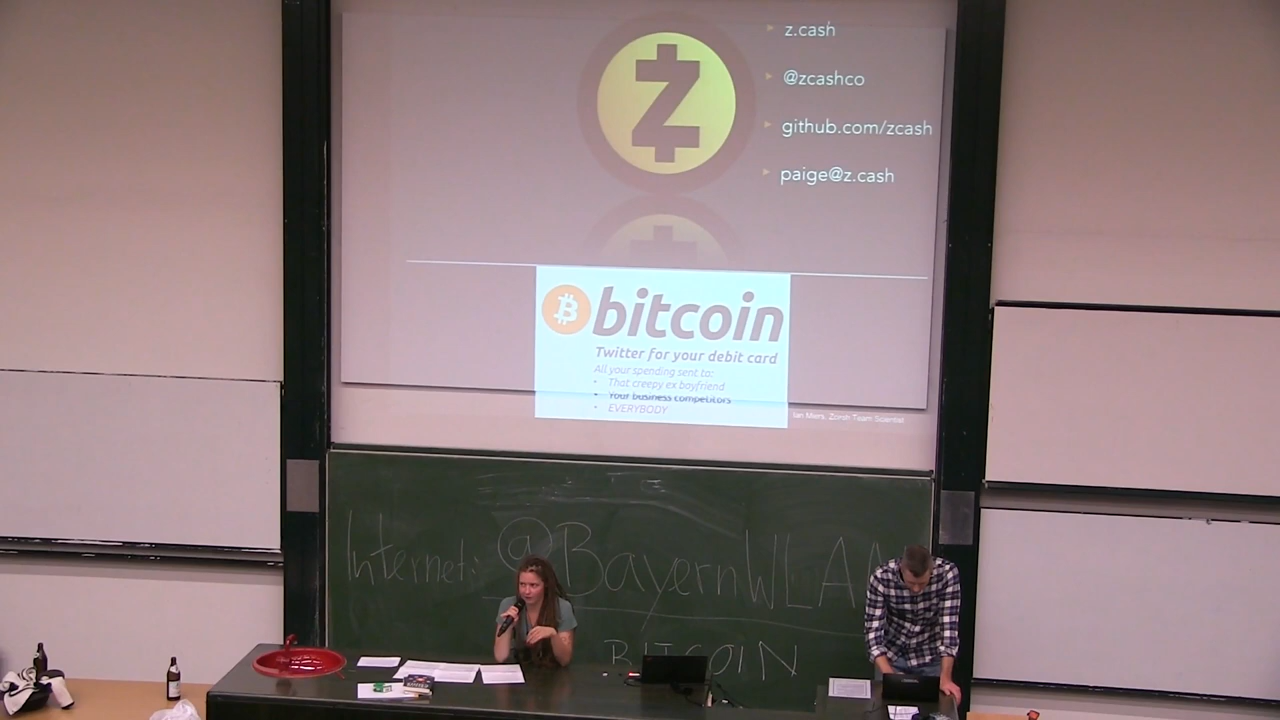 z.cash
@zcashco
github.com/zcash
paige@z.cash
bitcoin
Twitter for your debit card
All your spending sent to:
• That creepy ex boyfriend
• Your business competitors
• EVERYBODY
Ian Miers, Zcash Team Scientist
Internet: @BayernWLAN
BITCOIN